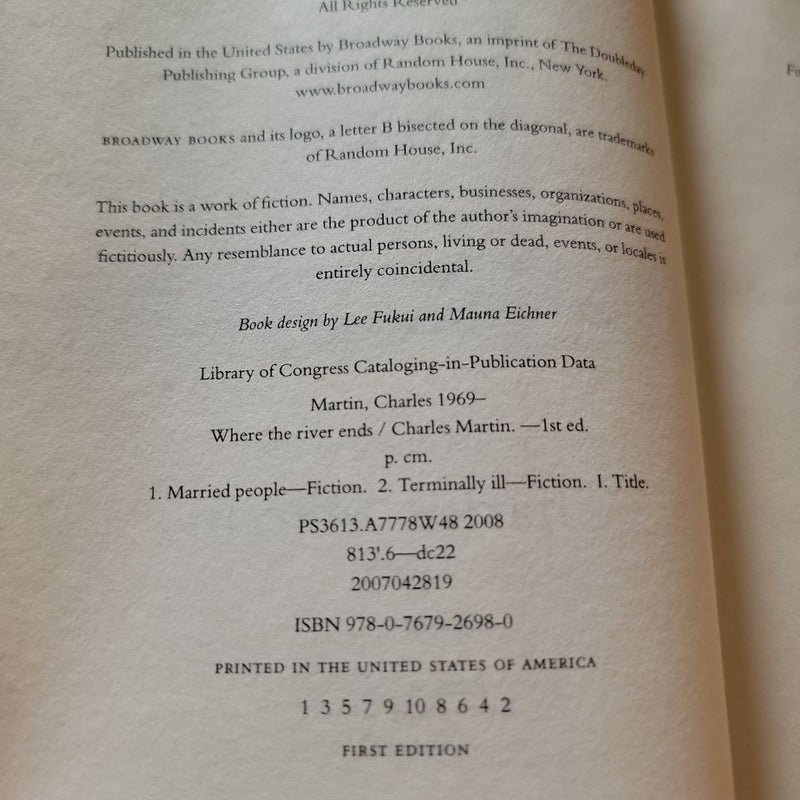 All Rights Reserved
Published in the United States by Broadway Books, an imprint of The Doubleday
Publishing Group, a division of Random House, Inc., New York.
www.broadwaybooks.com
BROADWAY BOOKS and its logo, a letter B bisected on the diagonal, are trademarks
of Random House, Inc.
This book is a work of fiction. Names, characters, businesses, organizations, places,
events, and incidents either are the product of the author's imagination or are used
fictitiously. Any resemblance to actual persons, living or dead, events, or locales is
entirely coincidental.
Book design by Lee Fukui and Mauna Eichner
Library of Congress Cataloging-in-Publication Data
Martin, Charles 1969–
Where the river ends / Charles Martin. —1st ed.
p. cm.
1. Married people—Fiction. 2. Terminally ill—Fiction. I. Title.
PS3613.A7778W48 2008
813'.6—dc22
2007042819
ISBN 978-0-7679-2698-0
PRINTED IN THE UNITED STATES OF AMERICA
1 3 5 7 9 10 8 6 4 2
FIRST EDITION